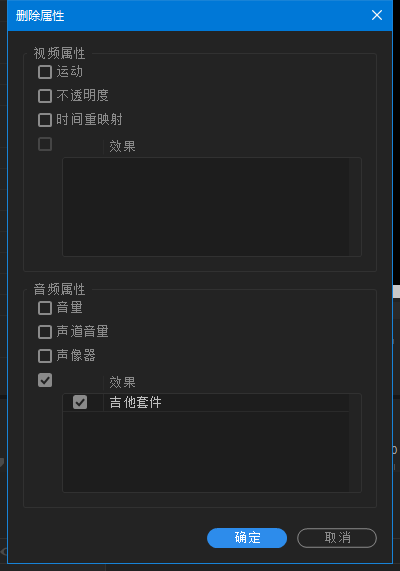 删除属性
视频属性
运动
不透明度
时间重映射
效果
音频属性
音量
声道音量
声像器
效果
吉他套件
确定
取消